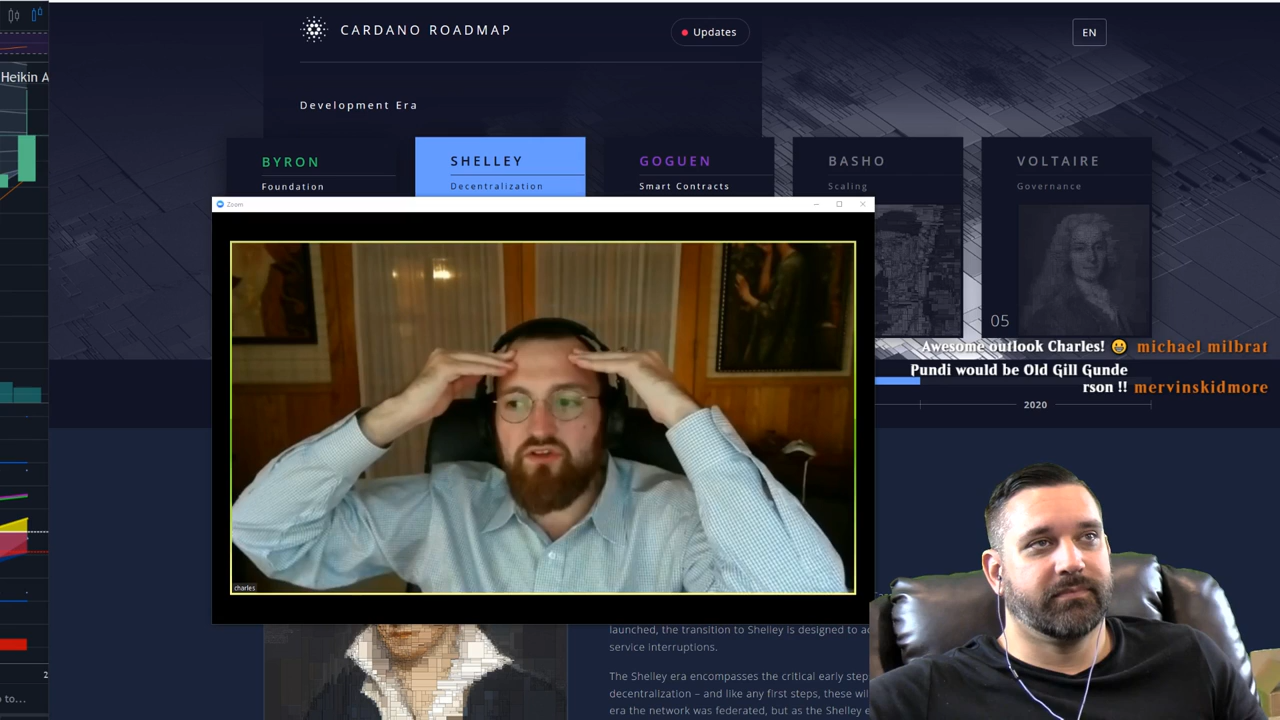 Heikin A
CARDANO ROADMAP
Updates
EN
Development Era
BYRON
Foundation
SHELLEY
Decentralization
GOGUEN
Smart Contracts
BASHO
Scaling
VOLTAIRE
Governance
Zoom
05
Awesome outlook Charles! 😀 michael milbrat
Pundi would be Old Gill Gunde
rson !! mervinskidmore
2020
charles
launched, the transition to Shelley is designed to
service interruptions.
The Shelley era encompasses the critical early step
decentralization – and like any first steps, these
era the network was federated, but as the Shelley
2
to...